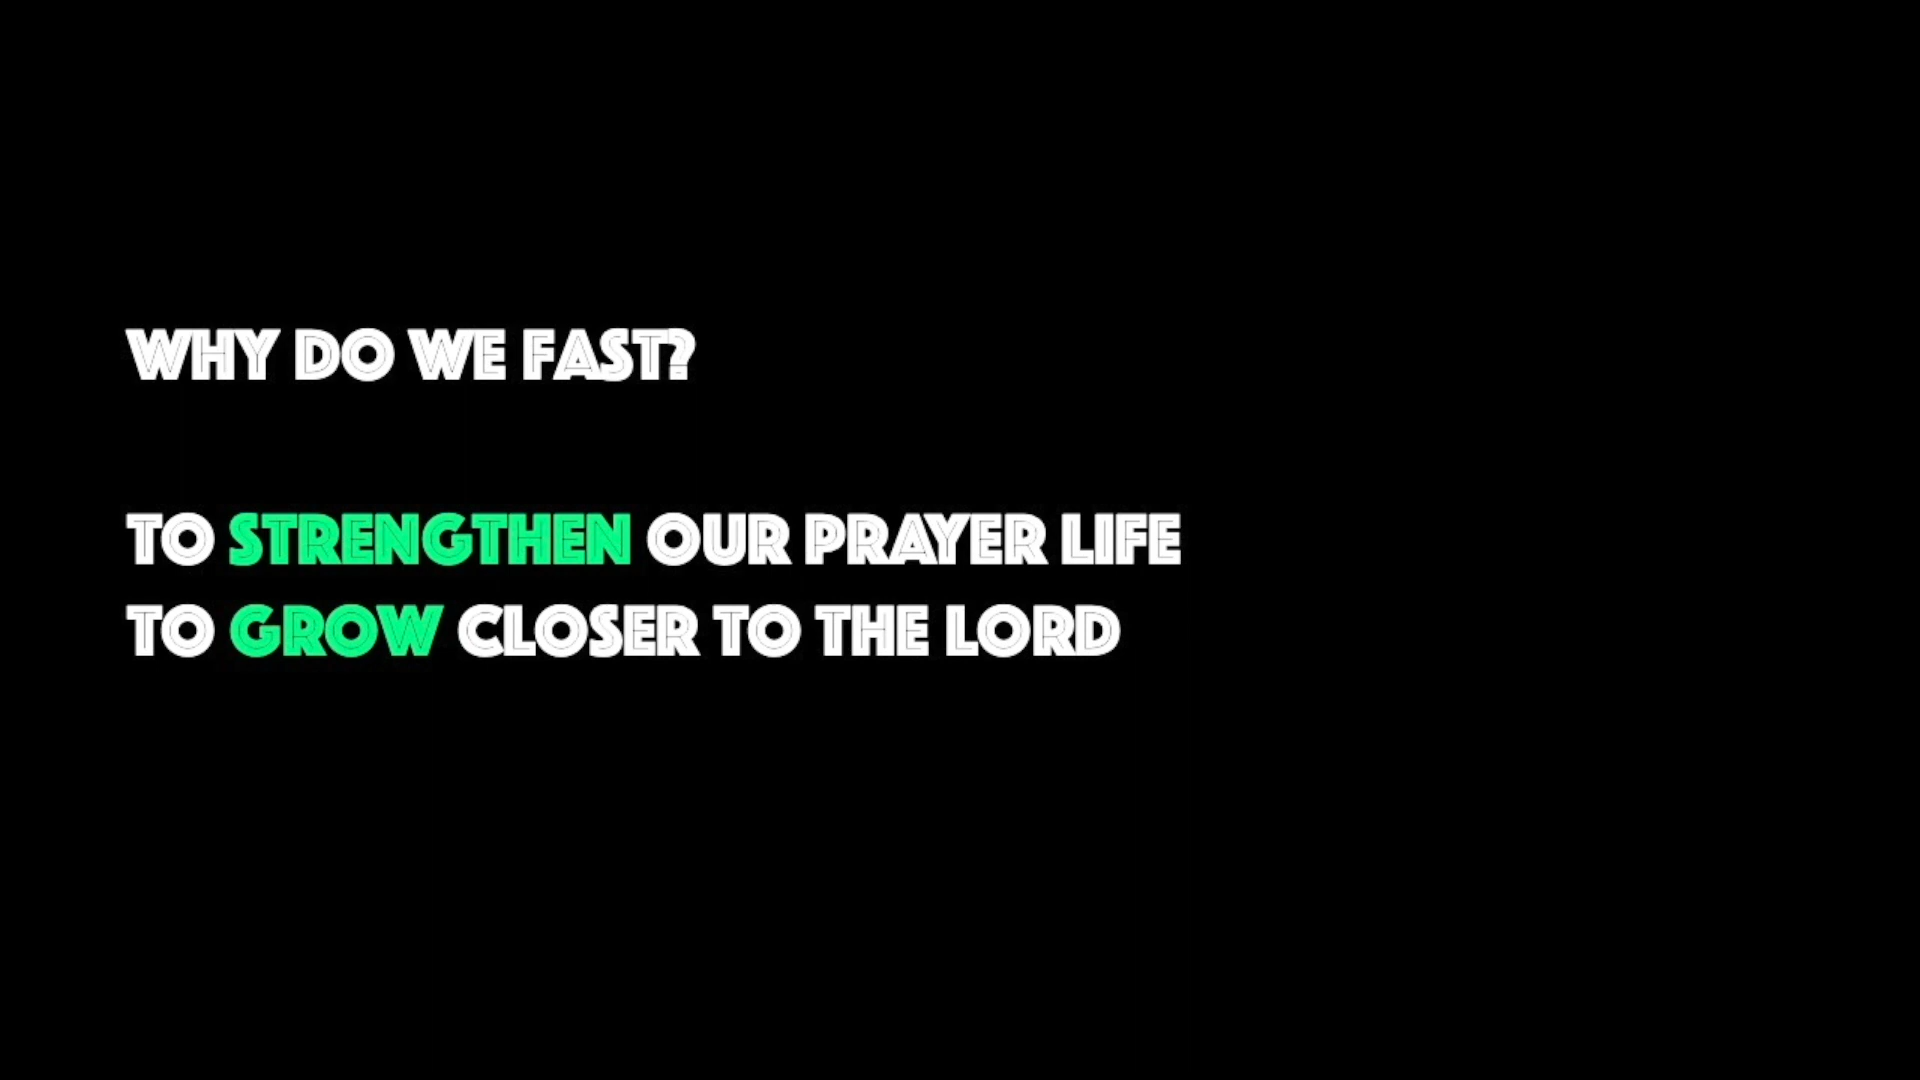 WHY DO WE FAST?
TO STRENGTHEN OUR PRAYER LIFE
TO GROW CLOSER TO THE LORD